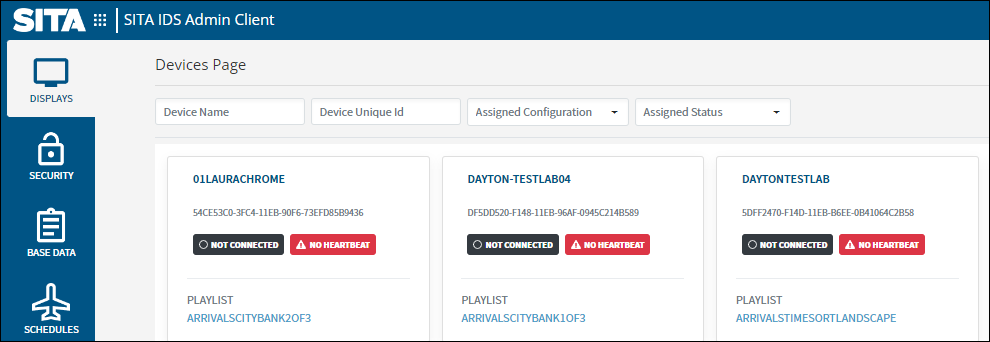 SITA SITA IDS Admin Client
Devices Page
DISPLAYS
Device Name Device Unique Id Assigned Configuration Assigned Status
SECURITY
BASE DATA
SCHEDULES
01LAURACHROME
54CE53C0-3FC4-11EB-90F6-73EFD85B9436
NOT CONNECTED NO HEARTBEAT
PLAYLIST
ARRIVALSCITYBANK2OF3
DAYTON-TESTLAB04
DF5DD520-F148-11EB-96AF-0945C214B589
NOT CONNECTED NO HEARTBEAT
PLAYLIST
ARRIVALSCITYBANK1OF3
DAYTONTESTLAB
5DFF2470-F14D-11EB-B6EE-0B41064C2B58
NOT CONNECTED NO HEARTBEAT
PLAYLIST
ARRIVALSTIMESORTLANDSCAPE